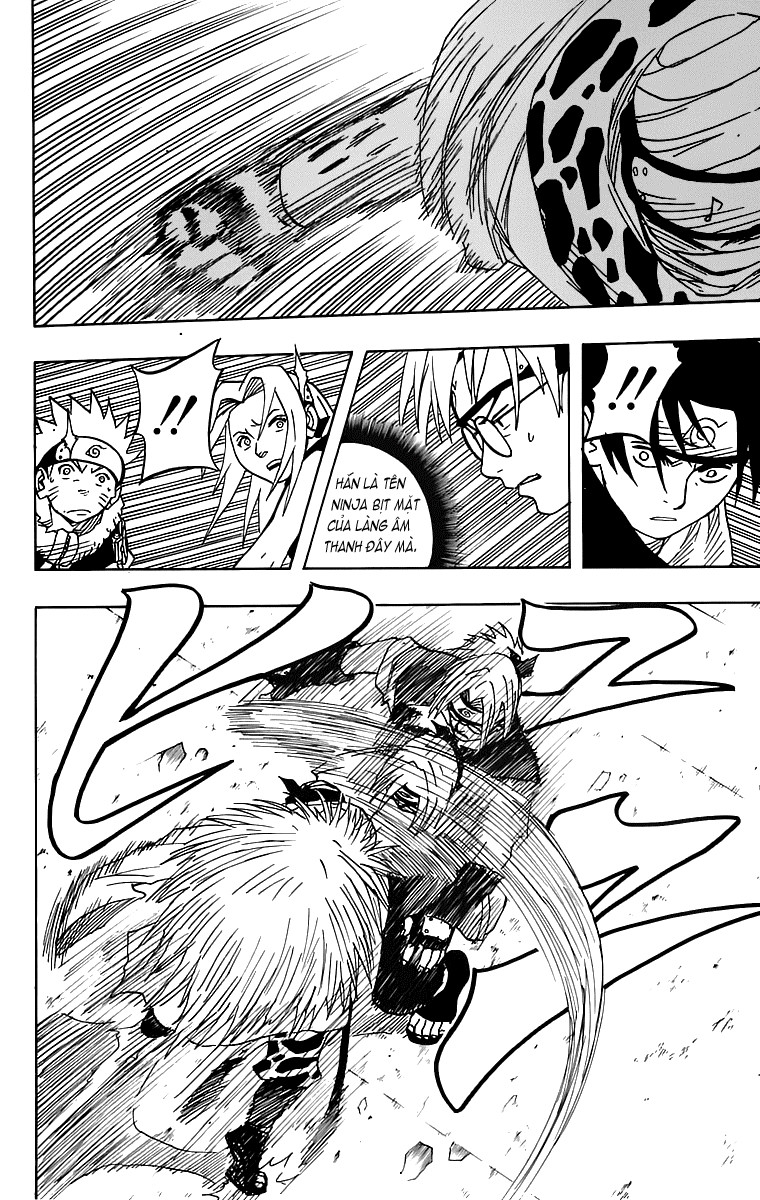 !!
!!
HẮN LÀ TÊN
NINJA BỊT MẶT
CỦA LÀNG ÂM
THANH ĐÂY MÀ.